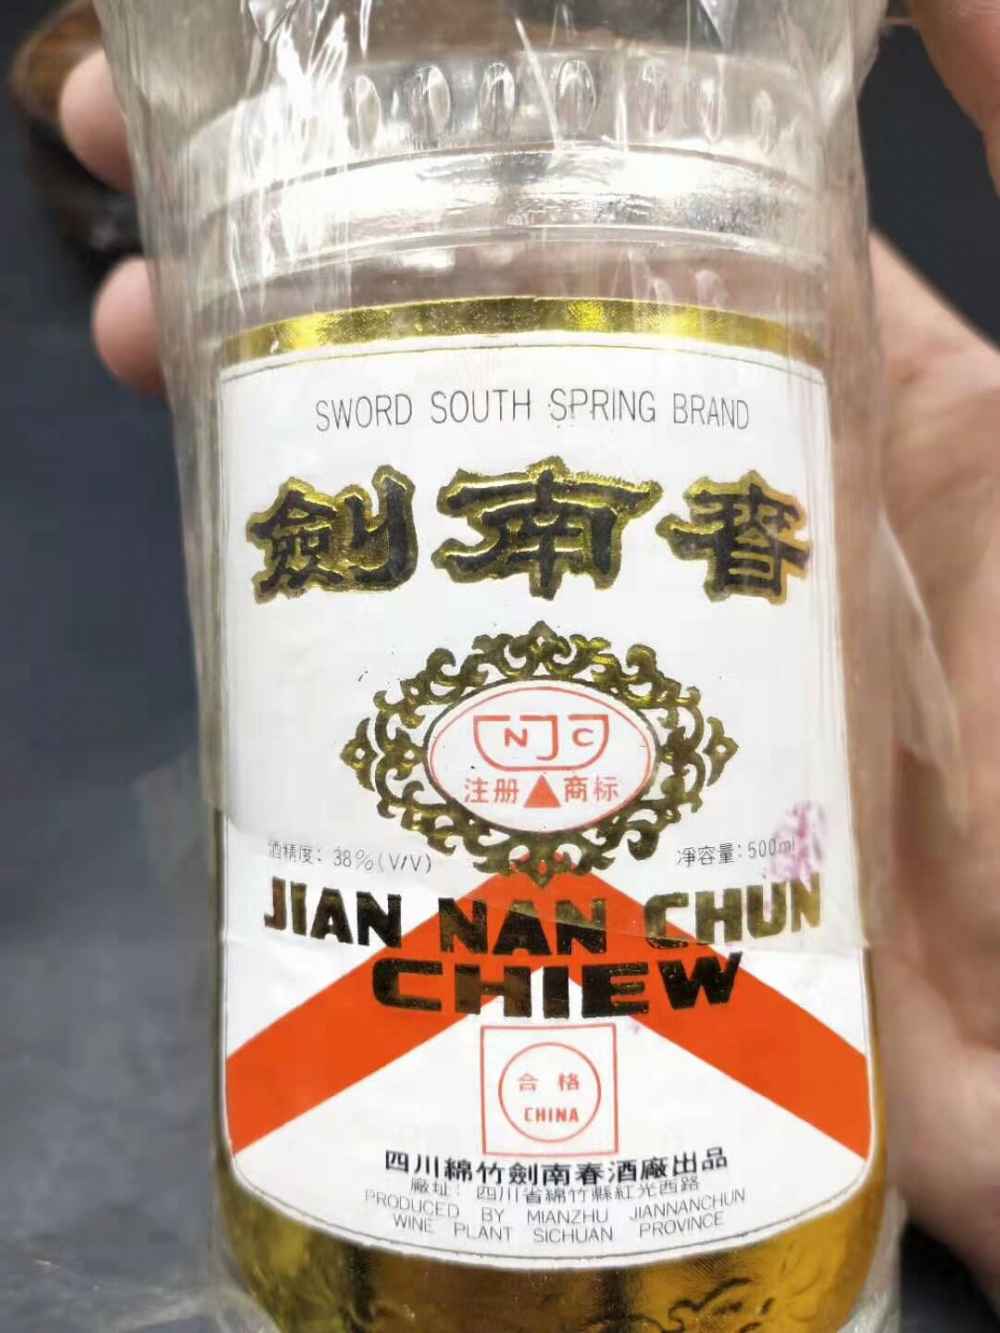 SWORD SOUTH SPRING BRAND
劍南春
NJC
注册▲商标
酒精度：38%(V/V)
淨容量：500ml
JIAN NAN CHUN
CHIEW
合格
CHINA
四川綿竹劍南春酒廠出品
廠址：四川省綿竹縣紅光西路
PRODUCED BY MIANZHU JIANNANCHUN
WINE PLANT SICHUAN PROVINCE